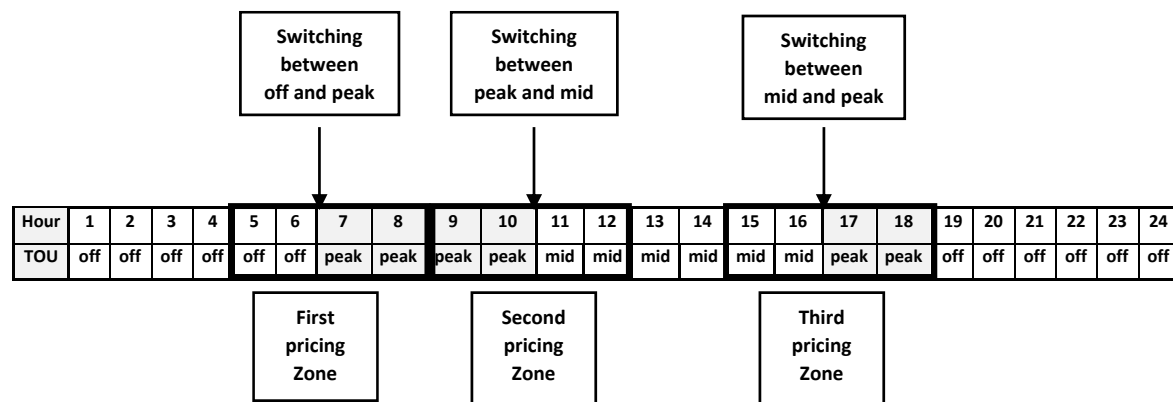 Switching
between
off and peak
Switching
between
peak and mid
Switching
between
mid and peak
Hour 1 2 3 4 5 6 7 8 9 10 11 12 13 14 15 16 17 18 19 20 21 22 23 24
TOU off off off off off off peak peak peak peak mid mid mid mid mid mid peak peak off off off off off off
First
pricing
Zone
Second
pricing
Zone
Third
pricing
Zone